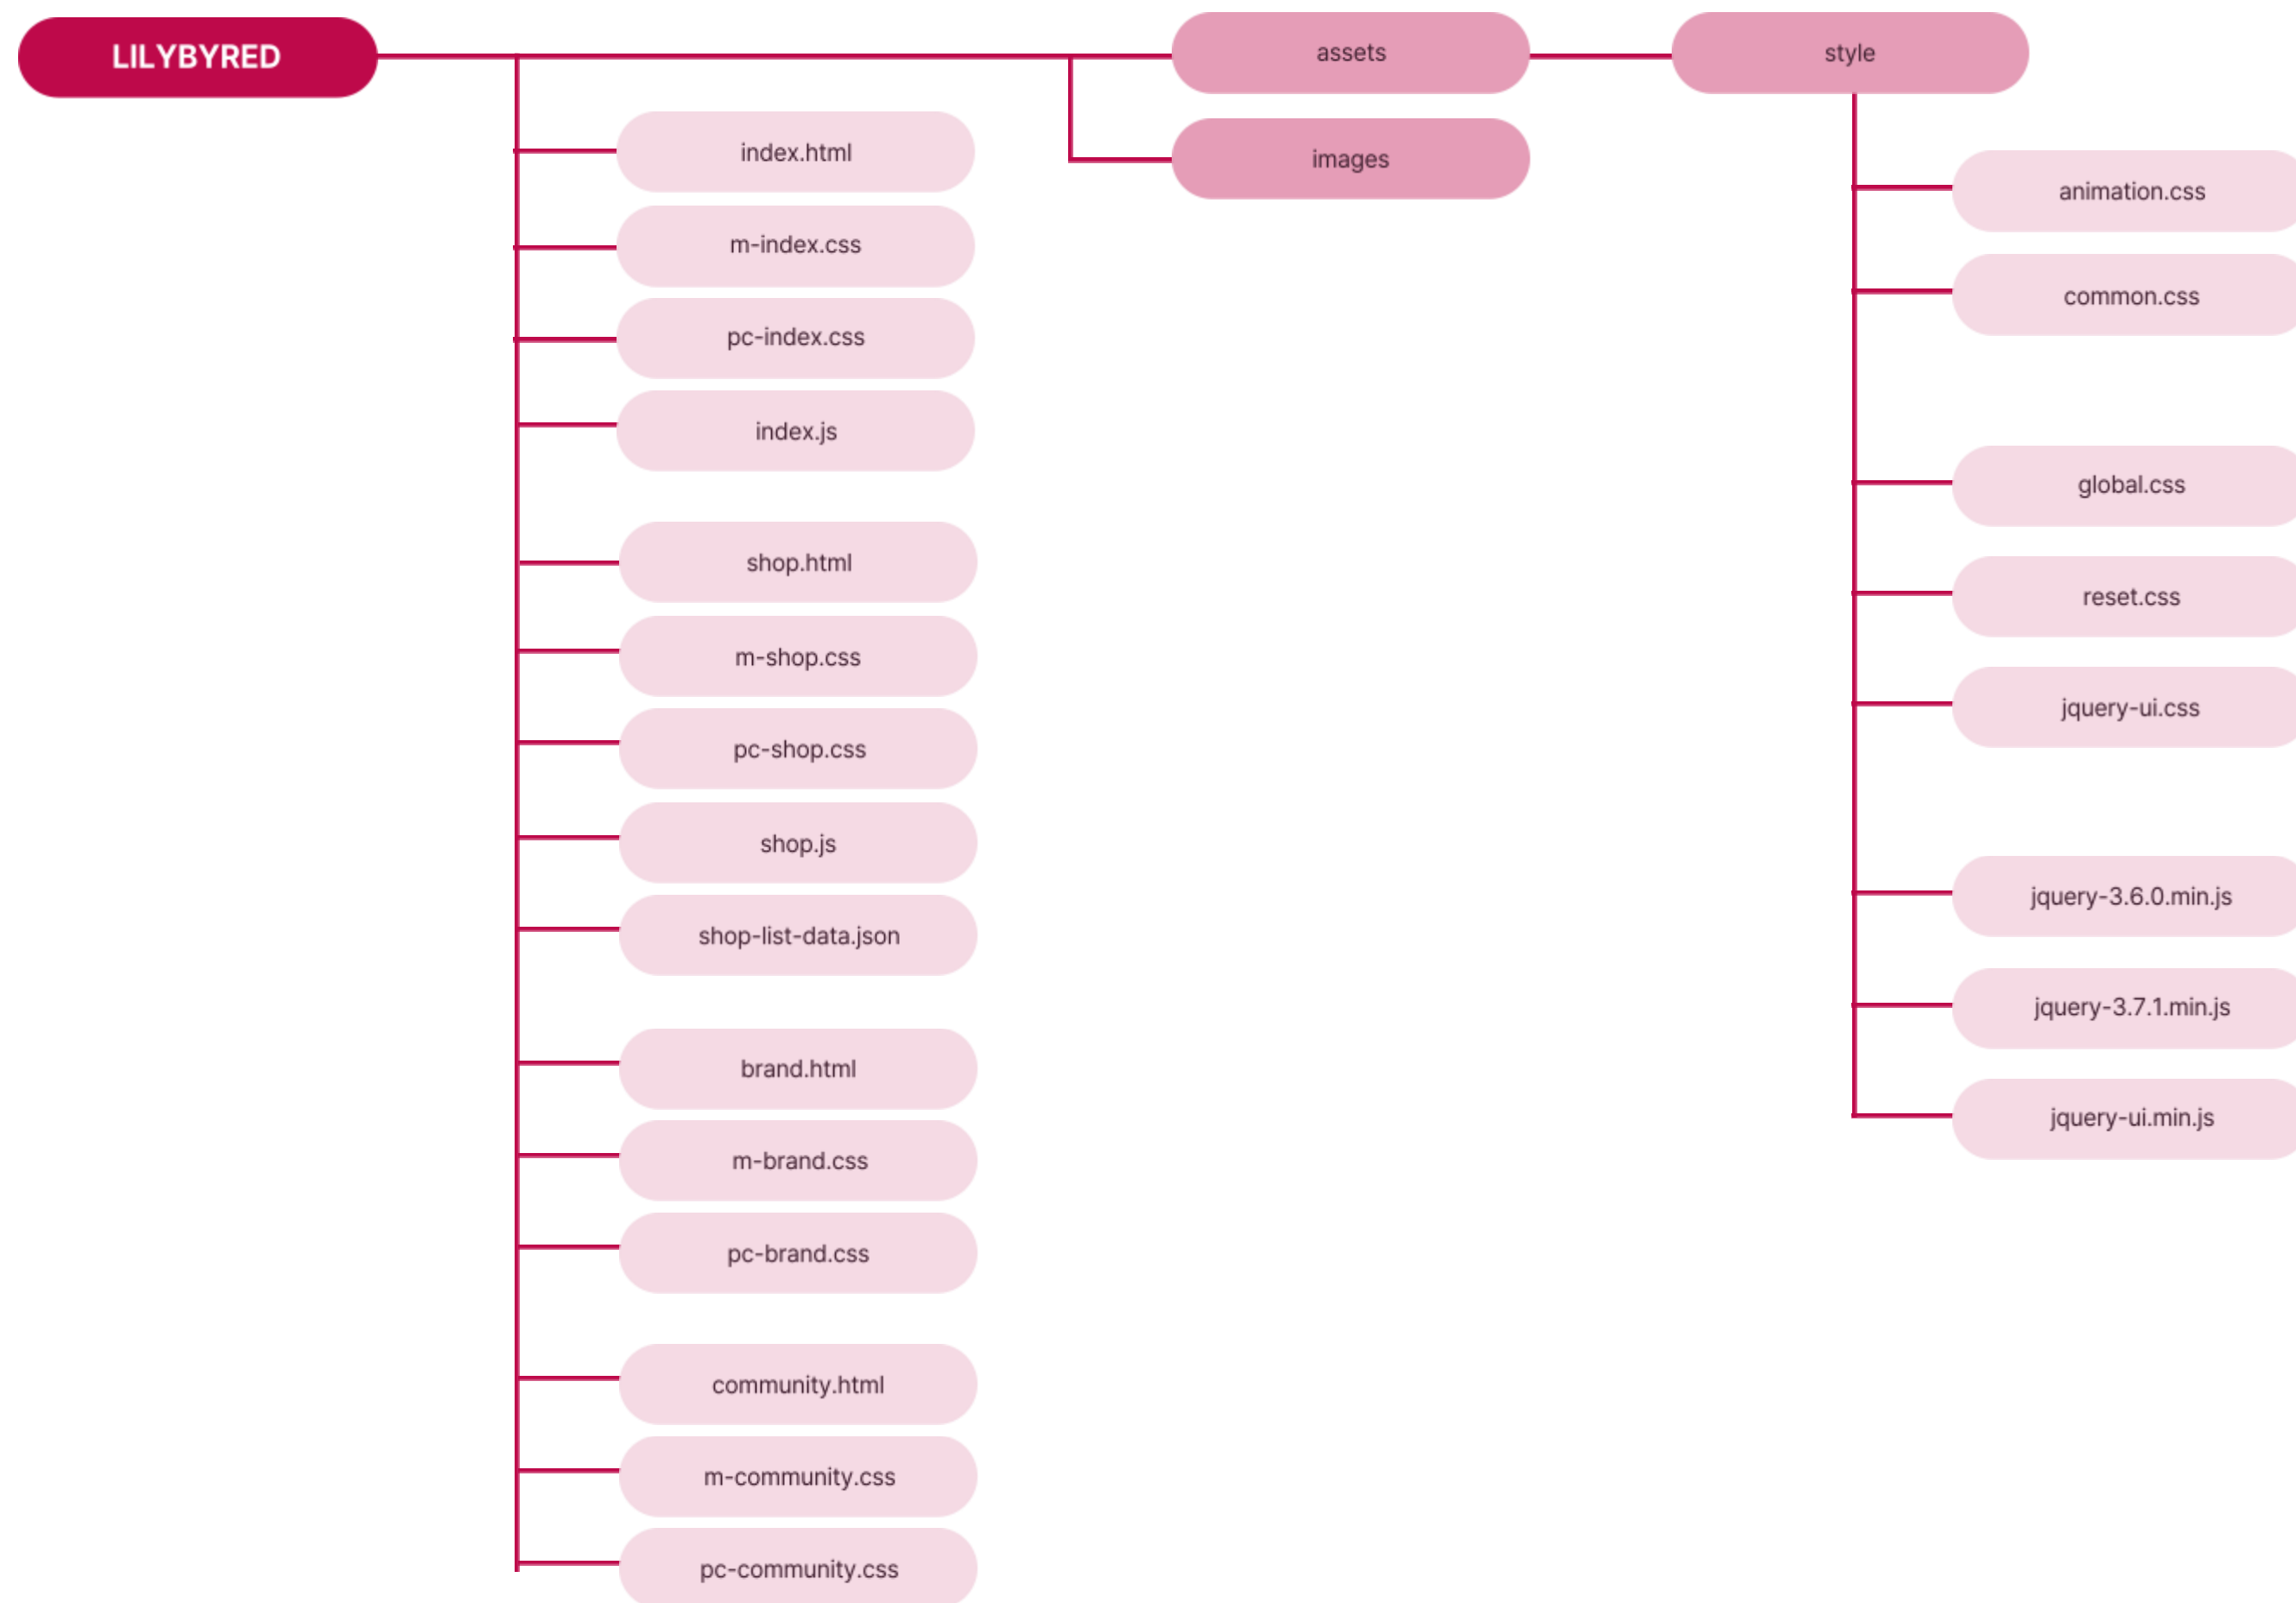 LILYBYRED
assets
style
index.html
images
m-index.css
pc-index.css
index.js
shop.html
m-shop.css
pc-shop.css
shop.js
shop-list-data.json
brand.html
m-brand.css
pc-brand.css
community.html
m-community.css
pc-community.css
animation.css
common.css
global.css
reset.css
jquery-ui.css
jquery-3.6.0.min.js
jquery-3.7.1.min.js
jquery-ui.min.js